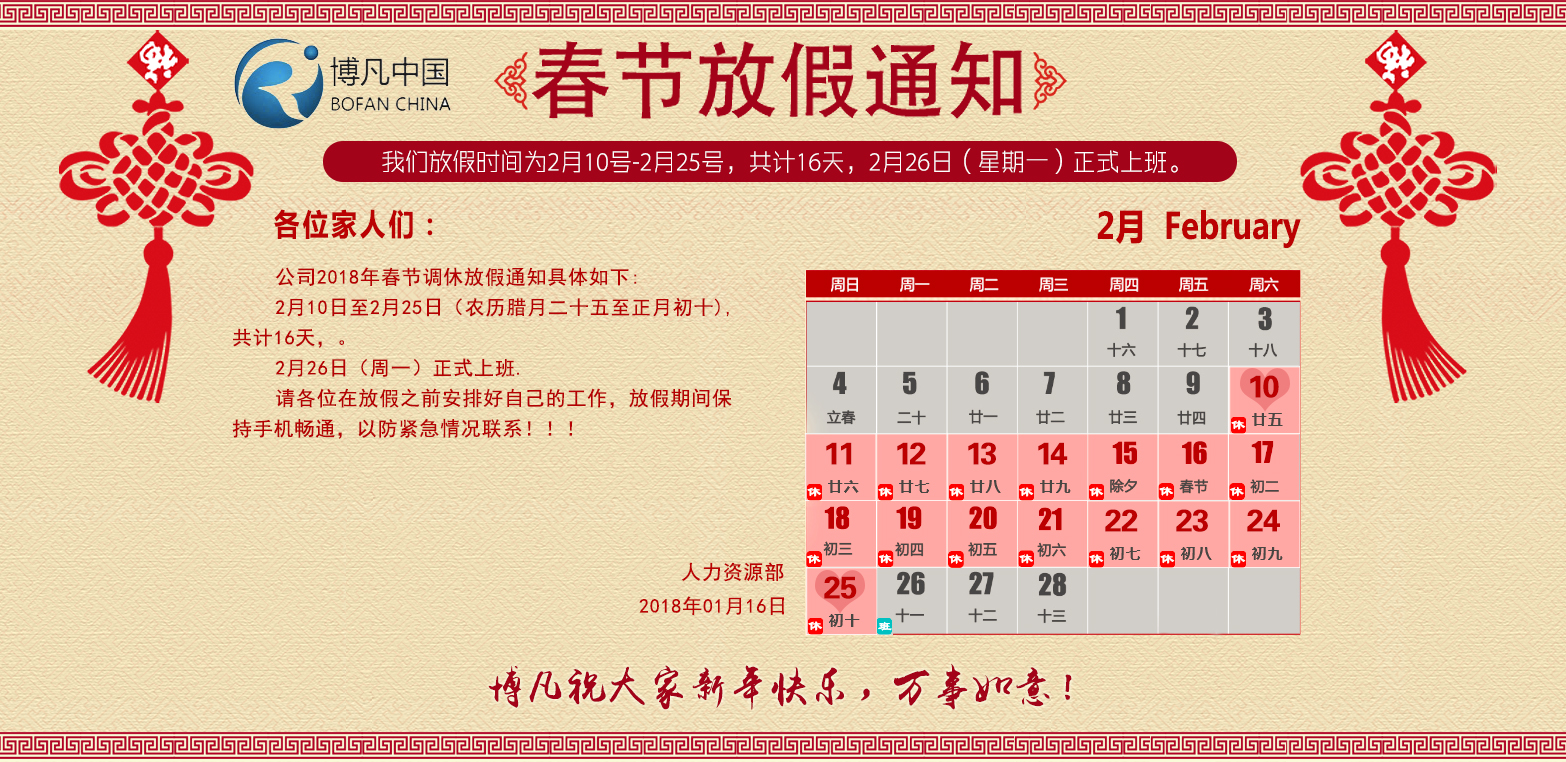 福
博凡中国
BOFAN CHINA
春节放假通知
福
我们放假时间为2月10号-2月25号，共计16天，2月26日（星期一）正式上班。
各位家人们：
公司2018年春节调休放假通知具体如下：
2月10日至2月25日（农历腊月二十五至正月初十），
共计16天，。
2月26日（周一）正式上班.
请各位在放假之前安排好自己的工作，放假期间保
持手机畅通，以防紧急情况联系！！！
人力资源部
2018年01月16日
2月 February
周日 周一 周二 周三 周四 周五 周六
1 2 3
十六 十七 十八
4 5 6 7 8 9 10
立春 二十 廿一 廿二 廿三 廿四 休 廿五
11 12 13 14 15 16 17
休 廿六 休 廿七 休 廿八 休 廿九 休 除夕 休 春节 休 初二
18 19 20 21 22 23 24
休 初三 休 初四 休 初五 休 初六 休 初七 休 初八 休 初九
25 26 27 28
休 初十 班 十一 十二 十三
博凡祝大家新年快乐，万事如意！